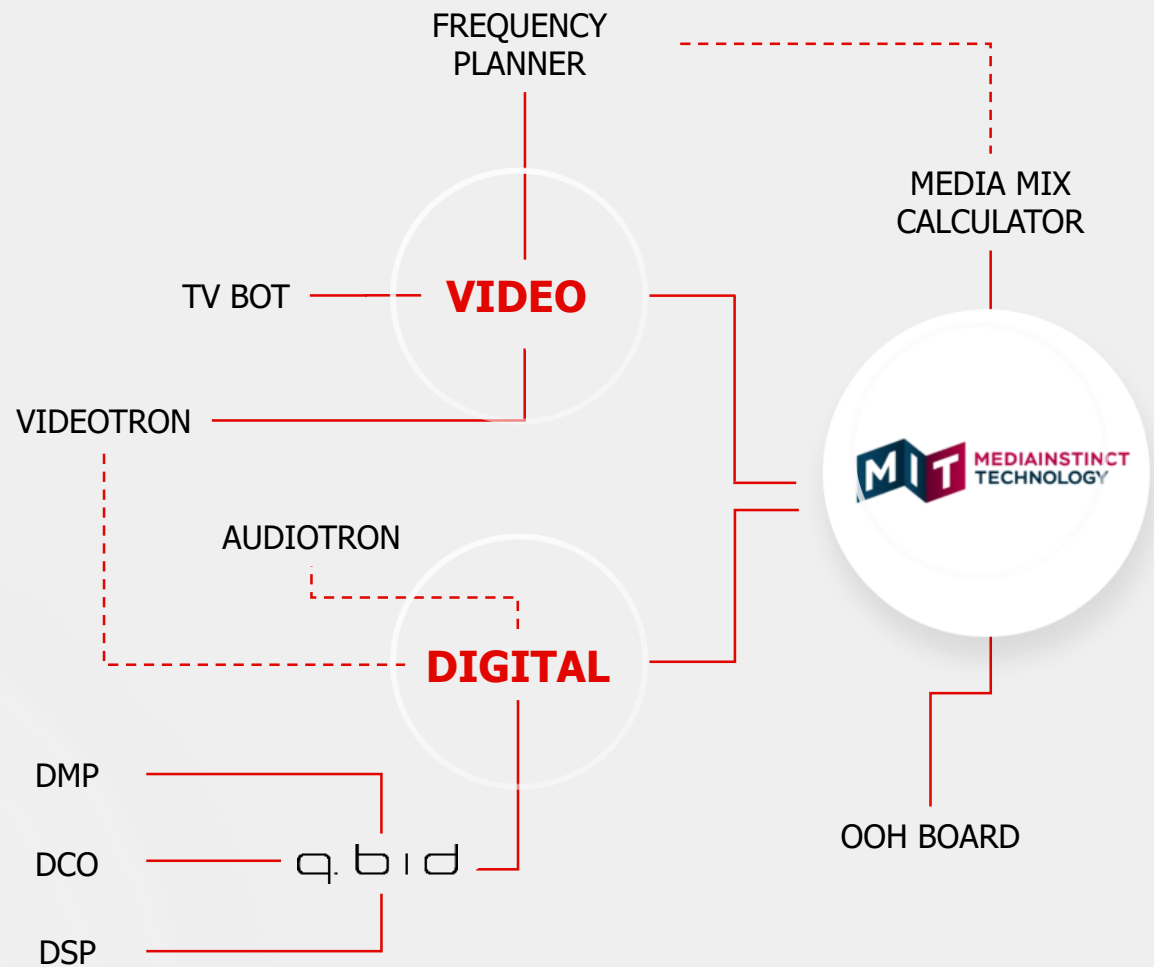 FREQUENCY
PLANNER
MEDIA MIX
CALCULATOR
TV BOT
VIDEO
VIDEOTRON
MIT MEDIAINSTINCT
TECHNOLOGY
AUDIOTRON
DIGITAL
DMP
DCO
q.bid
OOH BOARD
DSP